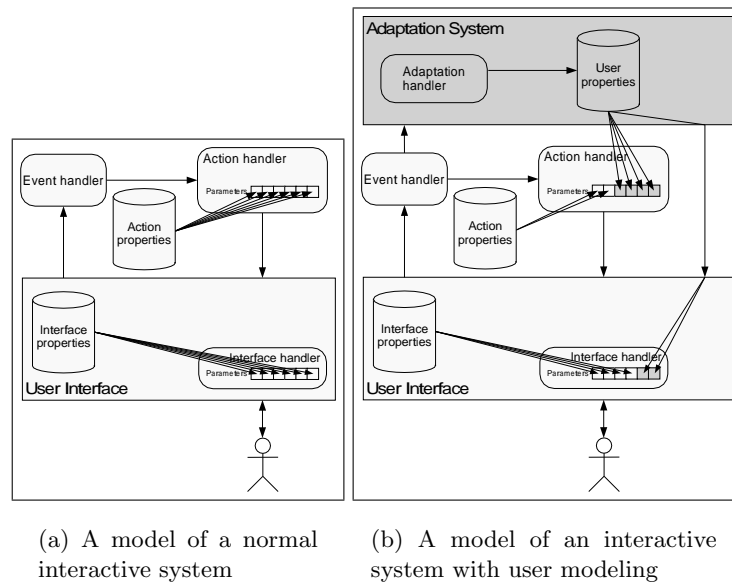 Action handler
Event handler
Parameters
Action
properties
Interface
properties
Interface handler
Parameters
User Interface
(a) A model of a normal
interactive system
Adaptation System
Adaptation
handler
User
properties
Action handler
Event handler
Parameters
Action
properties
Interface
properties
Interface handler
Parameters
User Interface
(b) A model of an interactive
system with user modeling